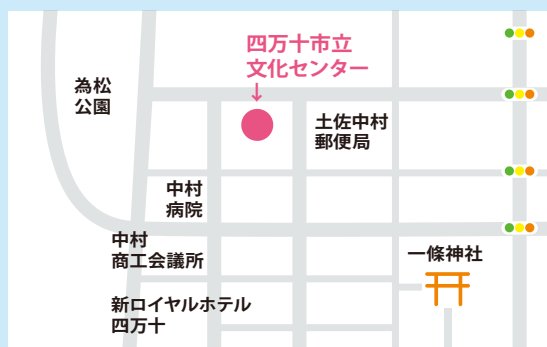 四万十市立
文化センター
↓
為松
公園
土佐中村
郵便局
中村
病院
中村
商工会議所
一條神社
新ロイヤルホテル
四万十